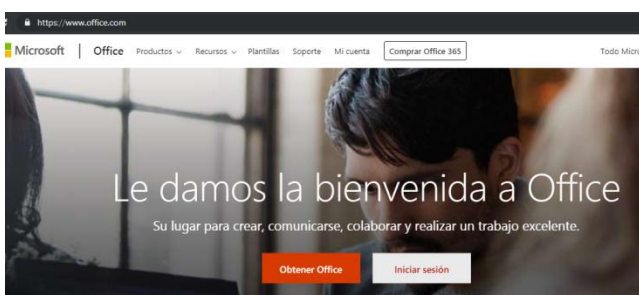 https://www.office.com
Microsoft Office Productos Recursos Plantillas Soporte Mi cuenta Comprar Office 365 Todo
Le damos la bienvenida a Office
Su lugar para crear, comunicarse, colaborar y realizar un trabajo excelente.
Obtener Office Iniciar sesión